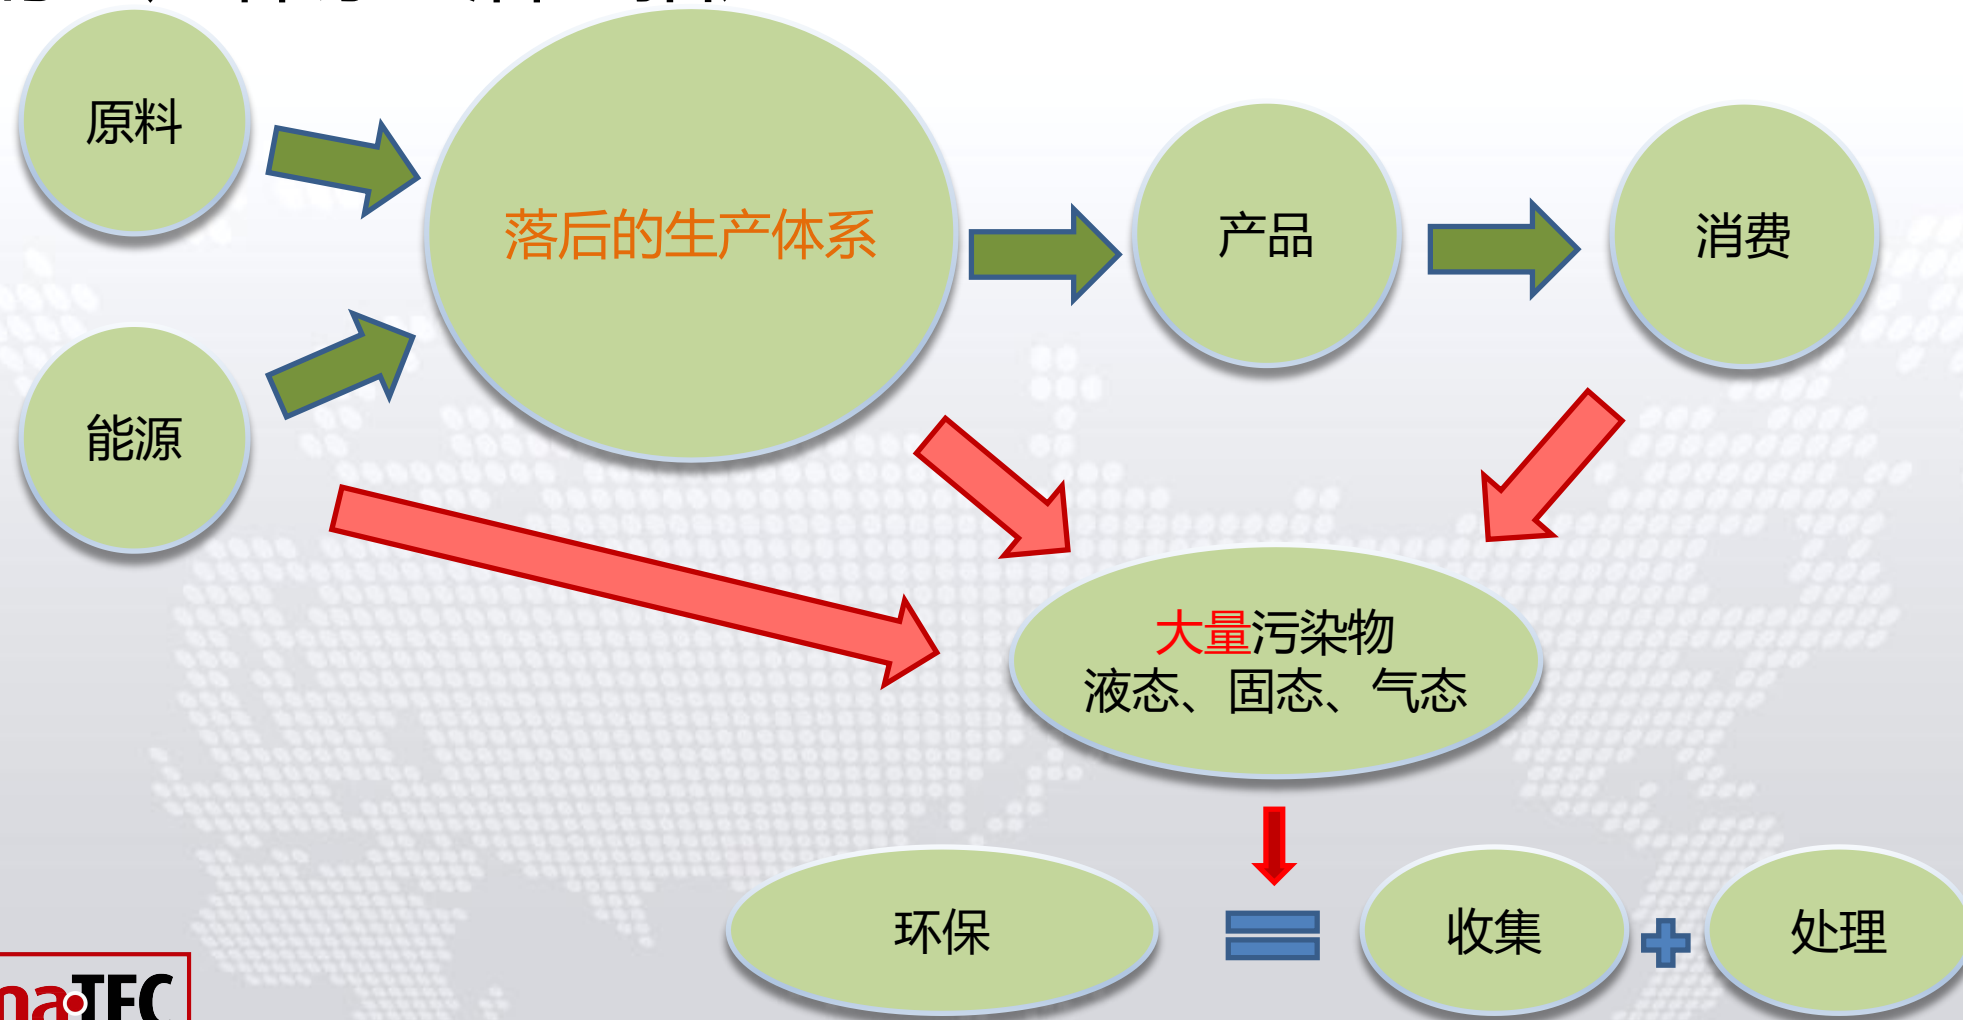 原料
落后的生产体系
产品
消费
能源
大量污染物
液态、固态、气态
环保
收集
处理
naTEC